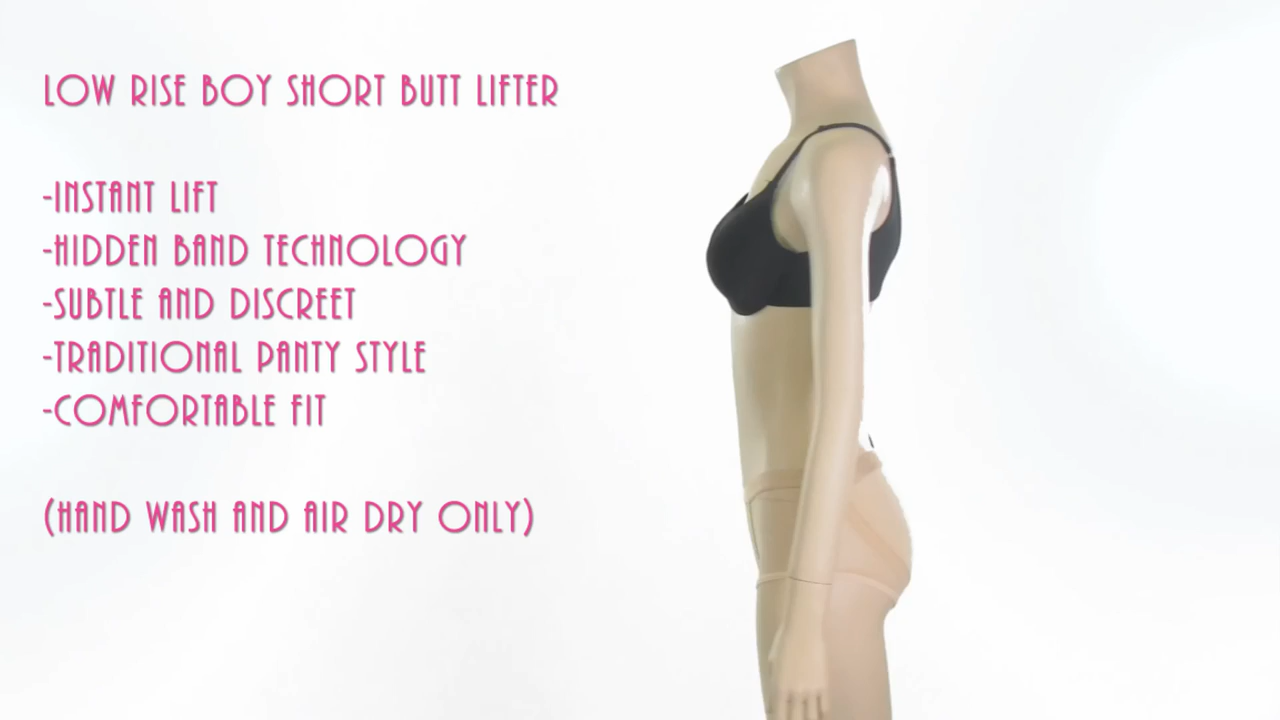 LOW RISE BOY SHORT BUTT LIFTER
-INSTANT LIFT
-HIDDEN BAND TECHNOLOGY
-SUBTLE AND DISCREET
-TRADITIONAL PANTY STYLE
-COMFORTABLE FIT
(HAND WASH AND AIR DRY ONLY)